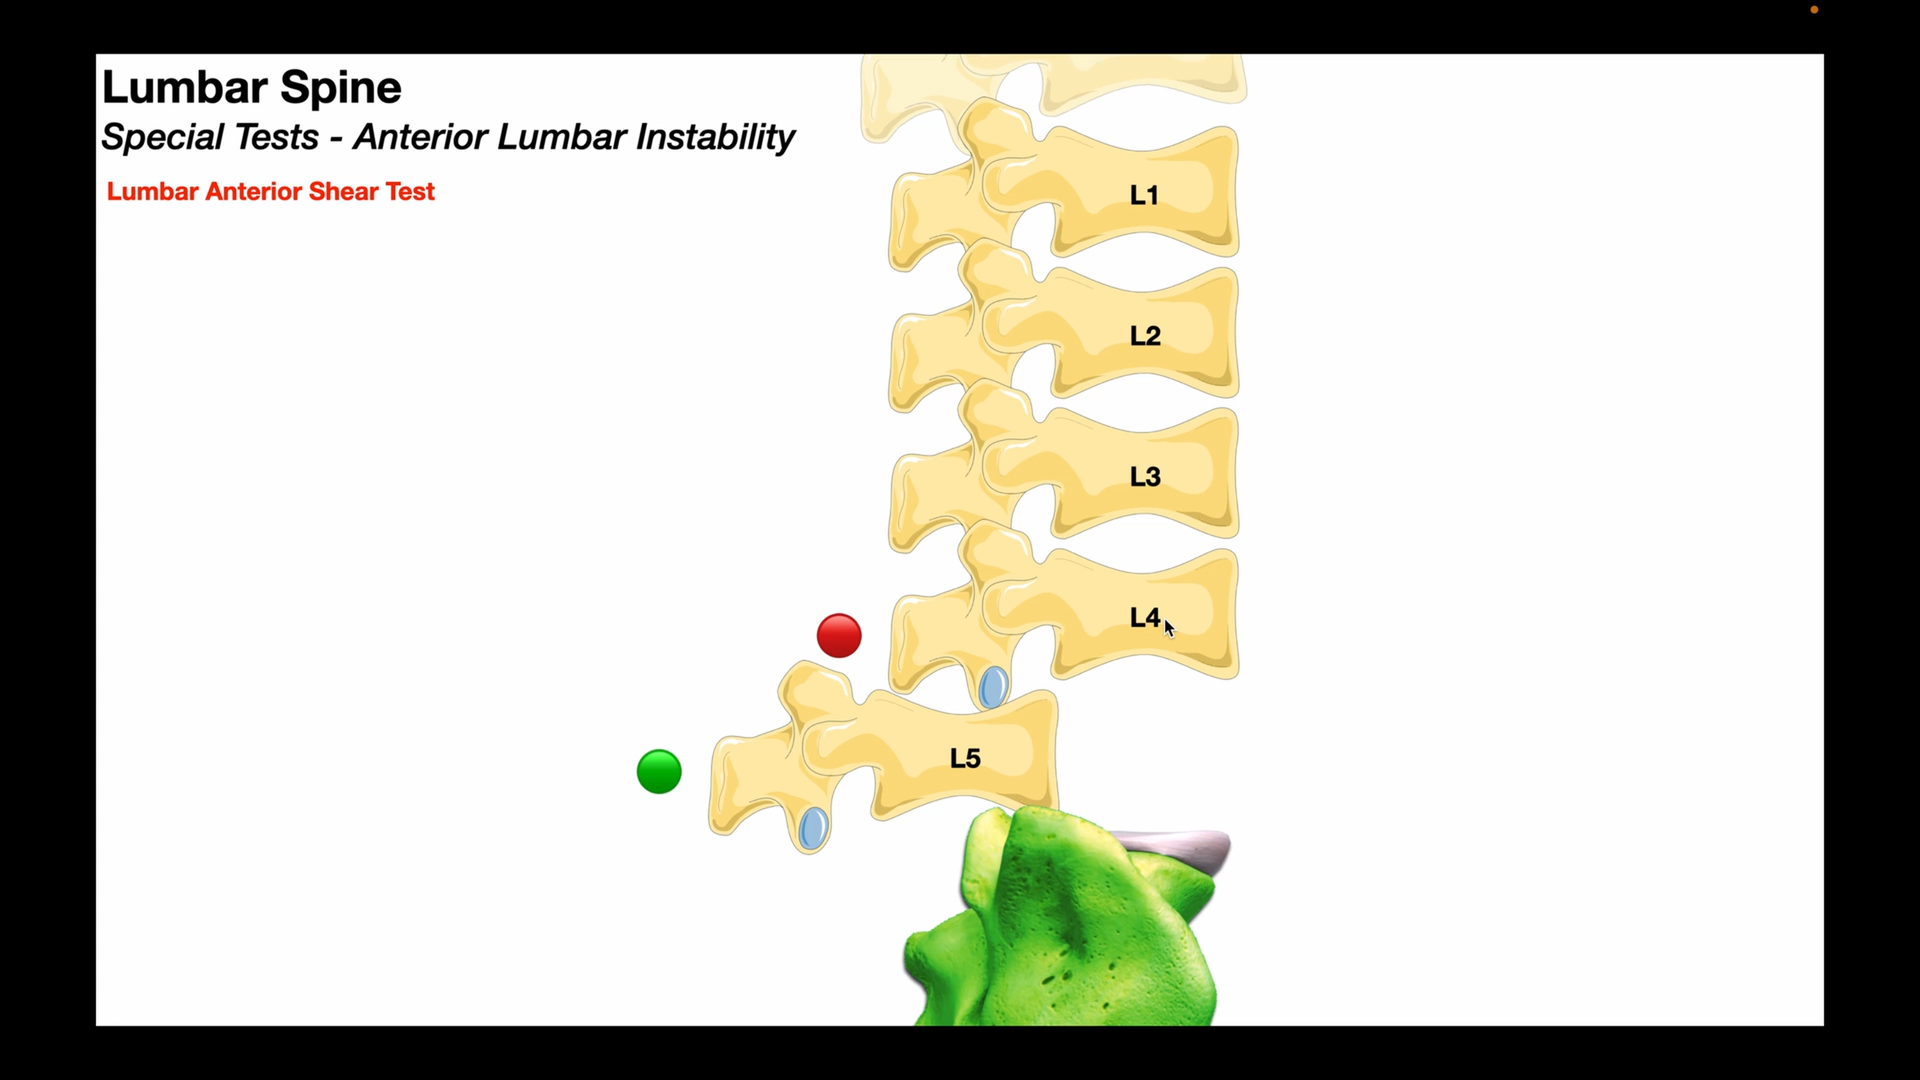 Lumbar Spine
Special Tests - Anterior Lumbar Instability
Lumbar Anterior Shear Test
L1
L2
L3
L4
L5